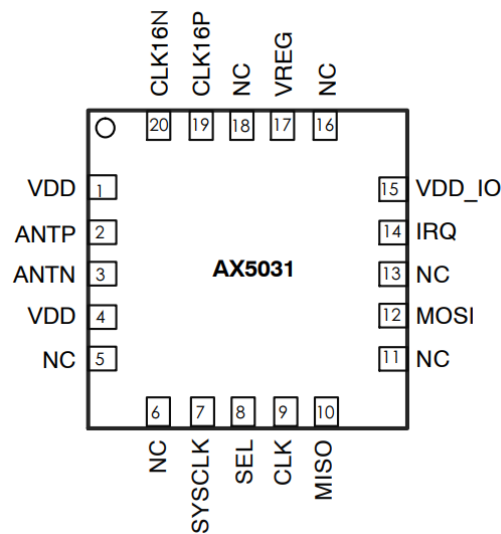 CLK16N
CLK16P
NC
VREG
NC
20
19
18
17
16
VDD 1
ANTP 2
ANTN 3
VDD 4
NC 5
AX5031
15 VDD_IO
14 IRQ
13 NC
12 MOSI
11 NC
6
7
8
9
10
NC
SYSCLK
SEL
CLK
MISO